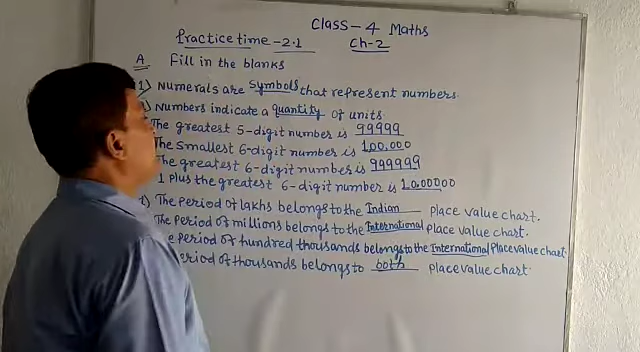 Class-4 Maths
Practice time-2.1 Ch-2
A Fill in the blanks
1) Numerals are symbols that represent numbers.
) Numbers indicate a quantity of units.
The greatest 5-digit number is 99999
The smallest 6-digit number is 100,000
The greatest 6-digit number is 999999
1 plus the greatest 6-digit number is 10,00000
) The period of lakhs belongs to the Indian place value chart.
The period of millions belongs to the International place value chart.
e period of hundred thousands belongs to the International place value chart.
eriod of thousands belongs to both place value chart.